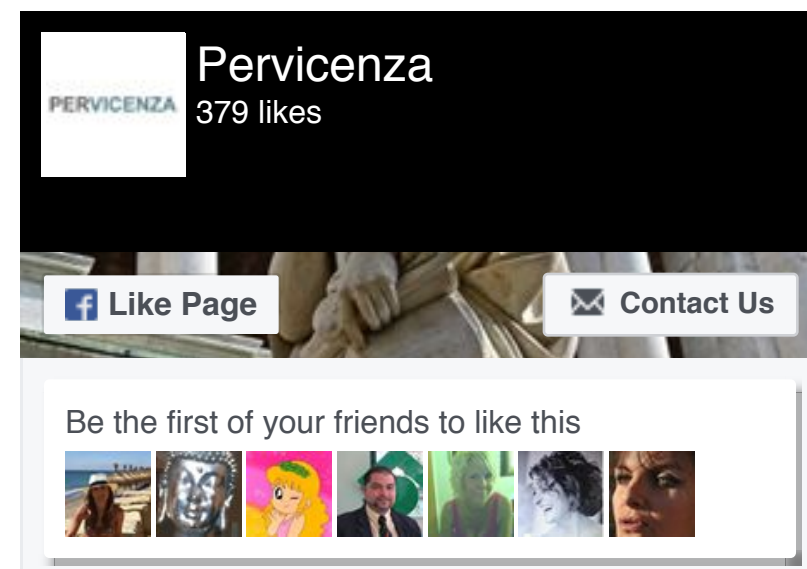 PERVICENZA
Pervicenza
379 likes
Like Page
Contact Us
Be the first of your friends to like this